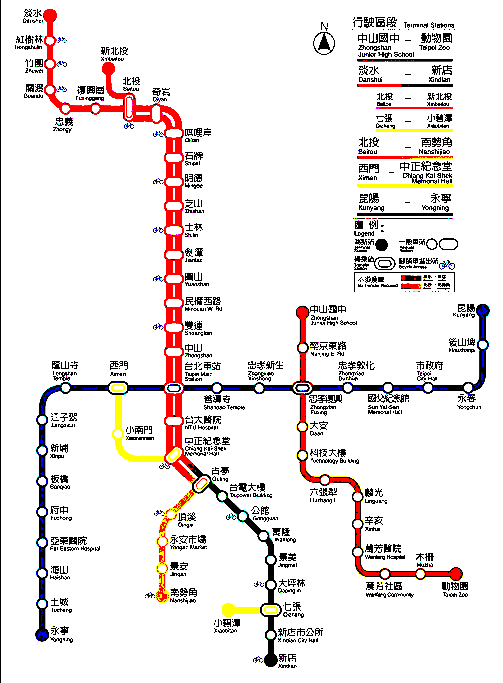 行駛區段 Terminal Stations
中山國中 – 動物園
Zhongshan Junior High School
Taipei Zoo
淡水 – 新店
Danshui
Xindian
北投 – 新北投
Beitou
Xinbeitou
七張 – 小碧潭
Qizhang
Xiaobitan
北投 – 南勢角
Beitou
Nanshijiao
西門 – 中正紀念堂
Ximen
Chiang Kai Shek
Memorial Hall
昆陽 – 永寧
Kunyang
Yongning
圖 例:
Legend
N
淡水
Danshui
紅樹林
Hongshulin
竹圍
Zhuwei
關渡
Guandu
忠義
Zhongyi
復興崗
Fuxinggang
新北投
Xinbeitou
北投
Beitou
奇岩
Qiyan
唭哩岸
Qilian
石牌
Shipai
明德
Mingde
芝山
Zhishan
士林
Shilin
劍潭
Jiantan
圓山
Yuanshan
民權西路
Minquan W. Rd
雙連
Shuanglian
中山
Zhongshan
台北車站
Taipei Main
Station
台大醫院
NTU Hospital
中正紀念堂
Chiang Kai Shek
Memorial Hall
古亭
Guting
台電大樓
Taipower Building
公館
Gongguan
萬隆
Wanlong
景美
Jingmei
大坪林
Dapinglin
七張
Qizhang
小碧潭
Xiaobitan
新店市公所
Xindian City Hall
新店
Xindian
頂溪
Dingxi
永安市場
Yongan Market
景安
Jingan
南勢角
Nanshijiao
龍山寺
Longshan
Temple
西門
Ximen
小南門
Xiaonanmen
江子翠
Jiangzicui
新埔
Xinpu
板橋
Banqiao
府中
Fuzhong
亞東醫院
Far Eastern Hospital
海山
Haishan
土城
Tucheng
永寧
Yongning
善導寺
Shandao Temple
忠孝新生
Zhongxiao
Xinsheng
忠孝復興
Zhongxiao
Fuxing
忠孝敦化
Zhongxiao
Dunhua
國父紀念館
Sun Yat-Sen
Memorial Hall
市政府
Taipei
City Hall
永春
Yongchun
後山埤
Houshanpi
昆陽
Kunyang
中山國中
Zhongshan
Junior High School
南京東路
Nanjing E. Rd
大安
Daan
科技大樓
Technology Building
六張犁
Liuzhangli
麟光
Linguang
辛亥
Xinhai
萬芳醫院
Wanfang Hospital
萬芳社區
Wanfang Community
木柵
Muzha
動物園
Taipei Zoo